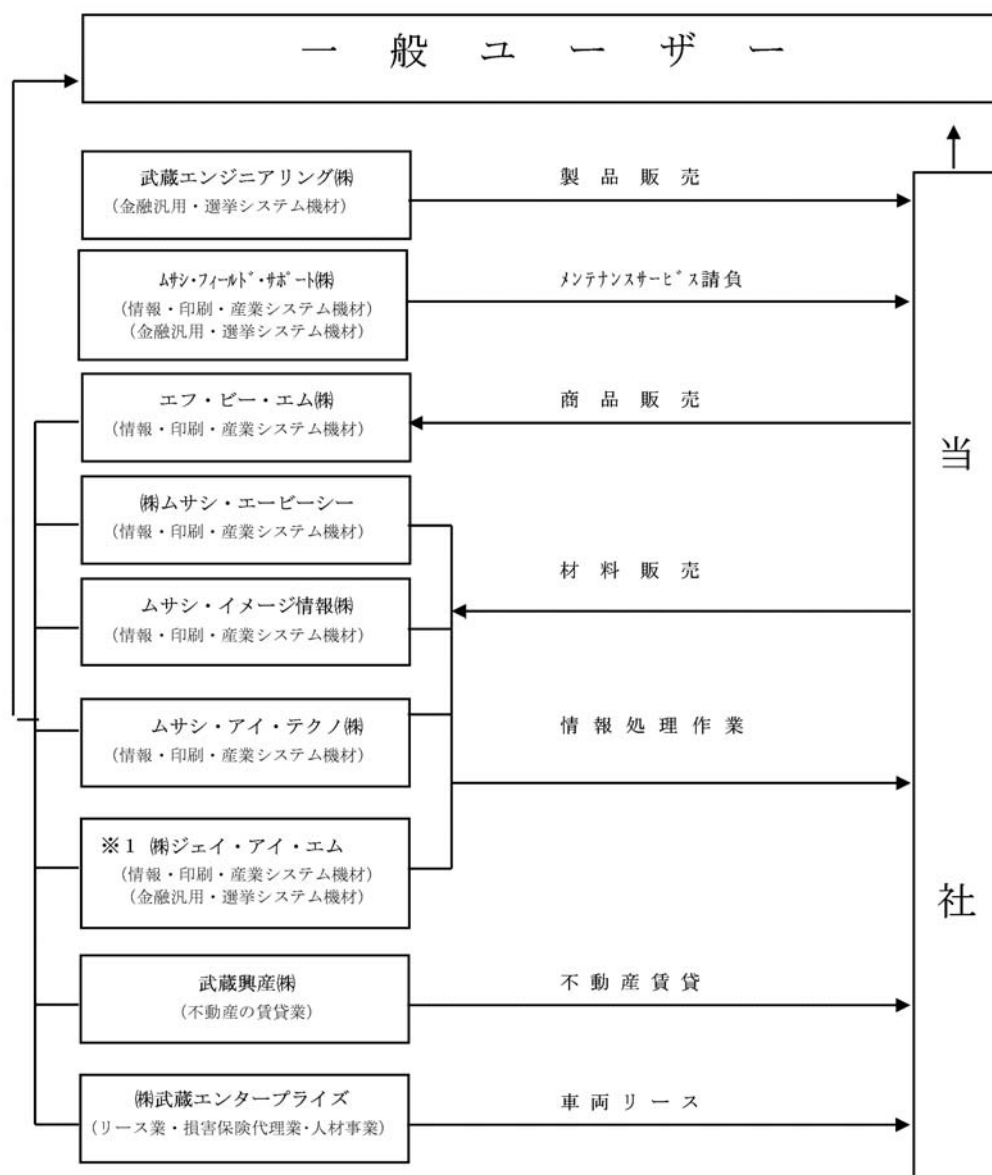 一般ユーザー
武蔵エンジニアリング㈱
（金融汎用・選挙システム機材）
製品販売
ﾑｻｼ・ﾌｨｰﾙﾄﾞ・ｻﾎﾟｰﾄ㈱
（情報・印刷・産業システム機材）
（金融汎用・選挙システム機材）
ﾒﾝﾃﾅﾝｽｻｰﾋﾞｽ請負
エフ・ビー・エム㈱
（情報・印刷・産業システム機材）
商品販売
㈱ムサシ・エービーシー
（情報・印刷・産業システム機材）
材料販売
ムサシ・イメージ情報㈱
（情報・印刷・産業システム機材）
ムサシ・アイ・テクノ㈱
（情報・印刷・産業システム機材）
情報処理作業
※１ ㈱ジェイ・アイ・エム
（情報・印刷・産業システム機材）
（金融汎用・選挙システム機材）
武蔵興産㈱
（不動産の賃貸業）
不動産賃貸
㈱武蔵エンタープライズ
（リース業・損害保険代理業・人材事業）
車両リース
当社